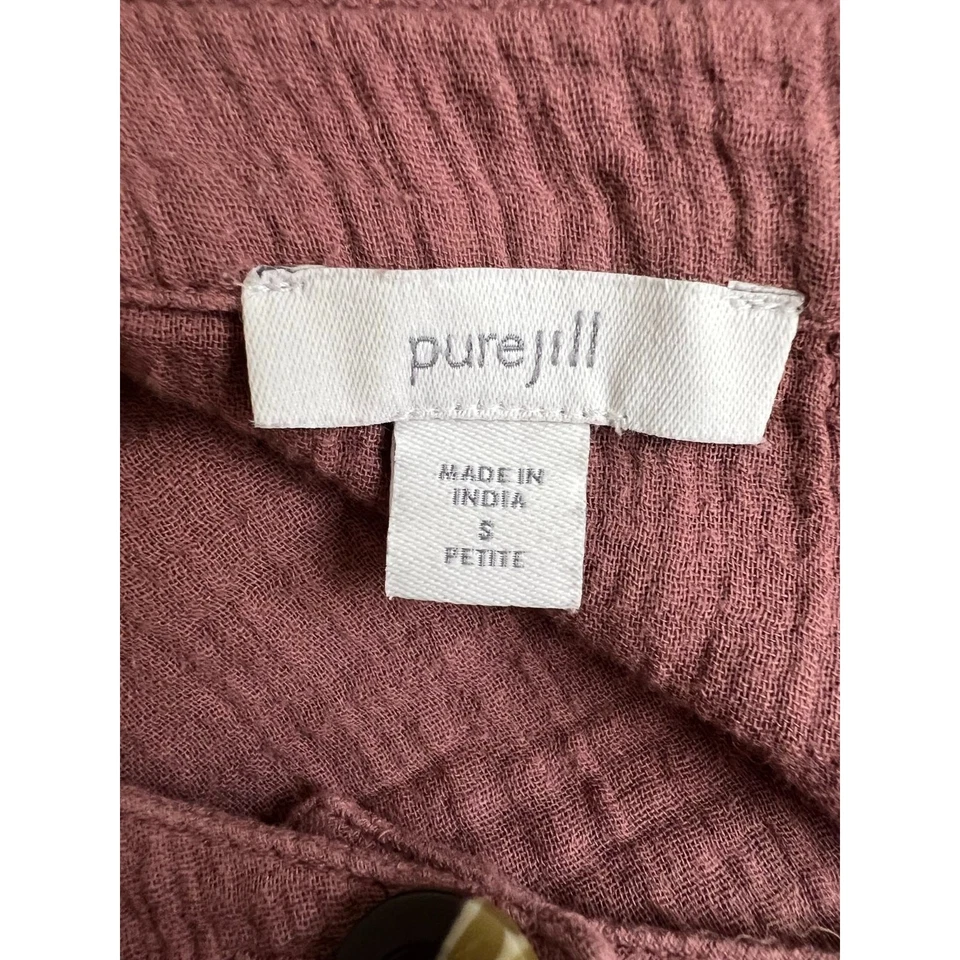 purejill
MADE IN
INDIA
S
PETITE